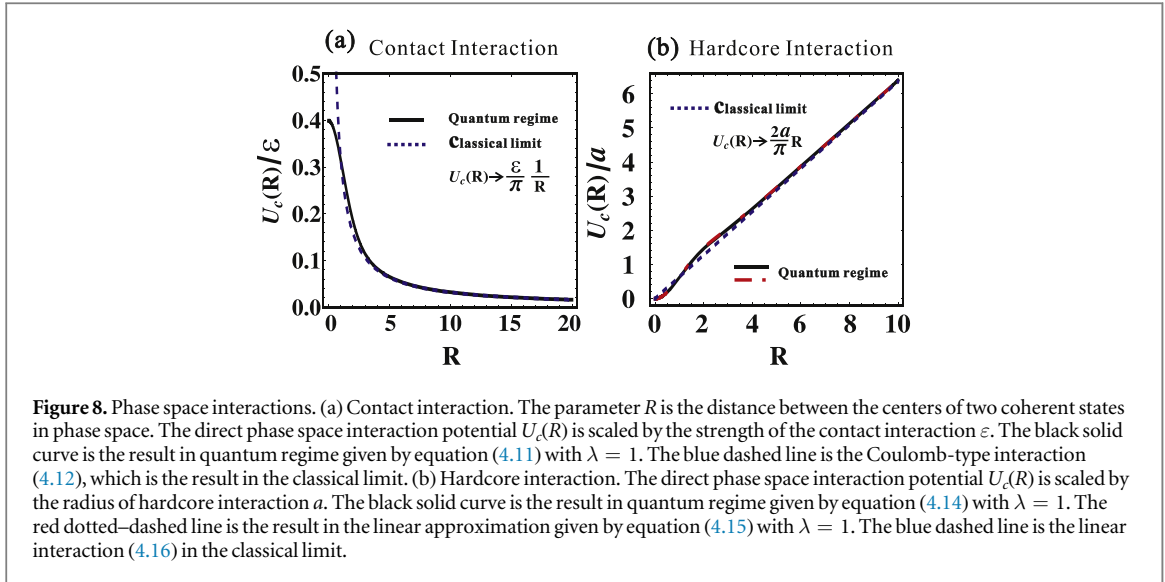 (a) Contact Interaction
(b) Hardcore Interaction
0.5
0.4
0.3
0.2
0.1
0.0
U_c(R)/ε
Quantum regime
Classical limit
U_c(R)→ε/π 1/R
0 5 10 15 20
R
6
5
4
3
2
1
0
U_c(R)/a
Classical limit
U_c(R)→2a/π R
Quantum regime
0 2 4 6 8 10
R
Figure 8. Phase space interactions. (a) Contact interaction. The parameter R is the distance between the centers of two coherent states
in phase space. The direct phase space interaction potential U_c(R) is scaled by the strength of the contact interaction ε. The black solid
curve is the result in quantum regime given by equation (4.11) with λ = 1. The blue dashed line is the Coulomb-type interaction
(4.12), which is the result in the classical limit. (b) Hardcore interaction. The direct phase space interaction potential U_c(R) is scaled by
the radius of hardcore interaction a. The black solid curve is the result in quantum regime given by equation (4.14) with λ = 1. The
red dotted–dashed line is the result in the linear approximation given by equation (4.15) with λ = 1. The blue dashed line is the linear
interaction (4.16) in the classical limit.